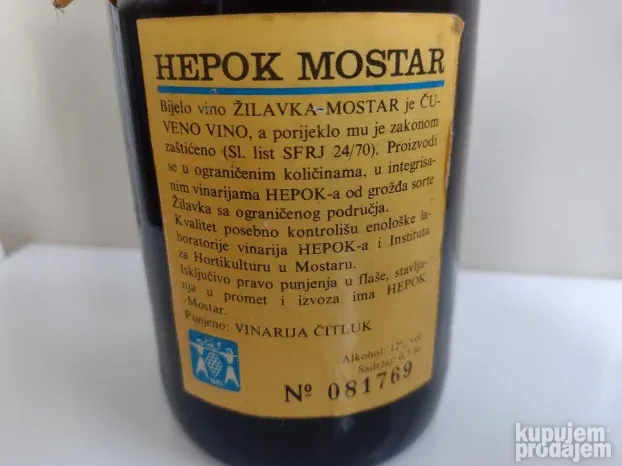 HEPOK MOSTAR
Bijelo vino ŽILAVKA-MOSTAR je ČU-
VENO VINO, a porijeklo mu je zakonom
zaštićeno (Sl. list SFRJ 24/70). Proizvodi
se u ograničenim količinama, u integrisa-
nim vinarijama HEPOK-a od grožđa sorte
Žilavka sa ograničenog područja.
Kvalitet posebno kontrolišu enološke la-
boratorije vinarija HEPOK-a i Instituta
za Hortikulturu u Mostaru.
Isključivo pravo punjenja u flaše, stavlja-
nja u promet i izvoza ima HEPOK
-Mostar.
Punjeno: VINARIJA ČITLUK
Alkohol: 12% vol
Sadržaj:
Nº 081769
kupujem
prodajem